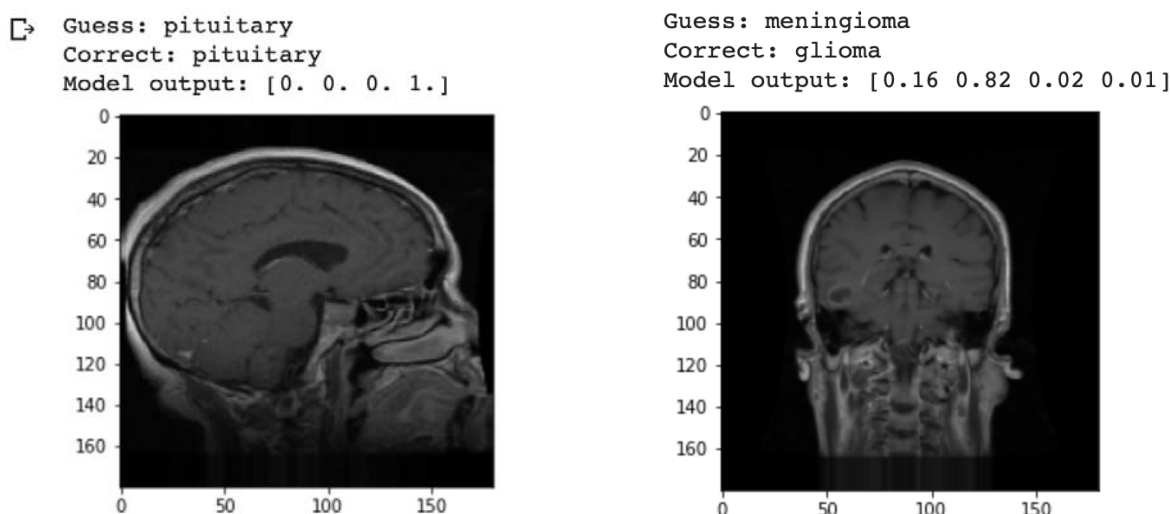 Guess: pituitary
Correct: pituitary
Model output: [0. 0. 0. 1.]
0
20
40
60
80
100
120
140
160
0 50 100 150
Guess: meningioma
Correct: glioma
Model output: [0.16 0.82 0.02 0.01]
0
20
40
60
80
100
120
140
160
50 100 150